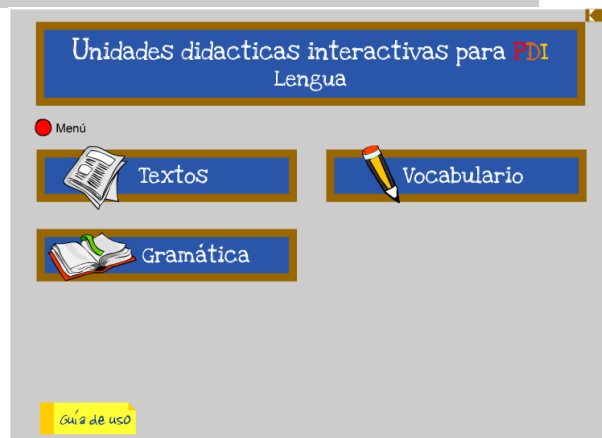 Unidades didacticas interactivas para PDI
Lengua
Menú
Textos
Vocabulario
Gramática
Guía de uso